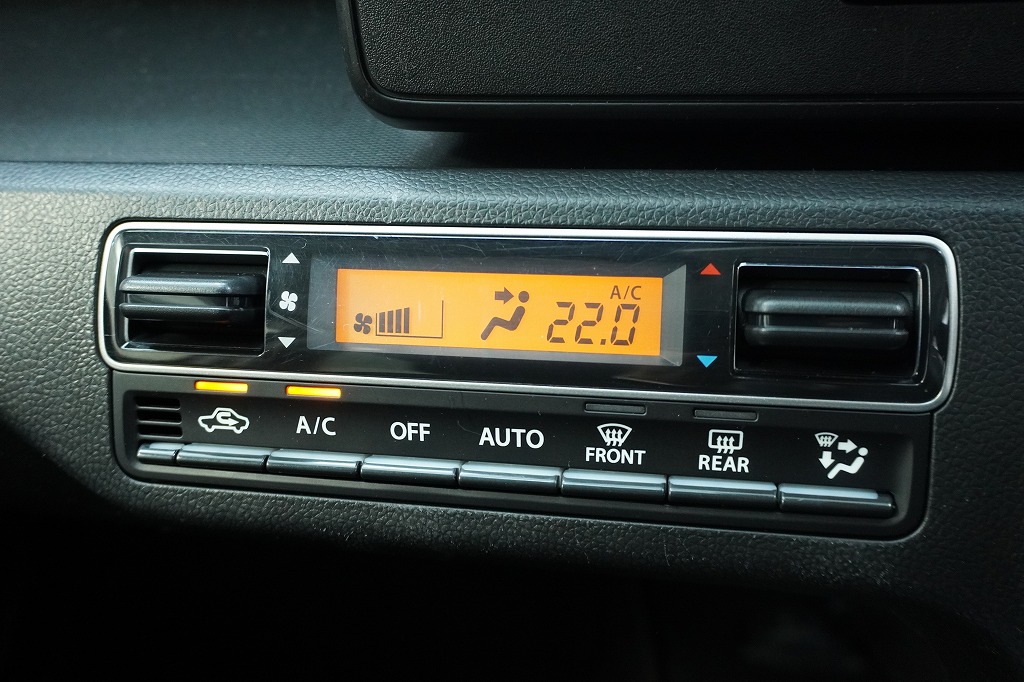 A/C
22.0
A/C
OFF
AUTO
FRONT
REAR